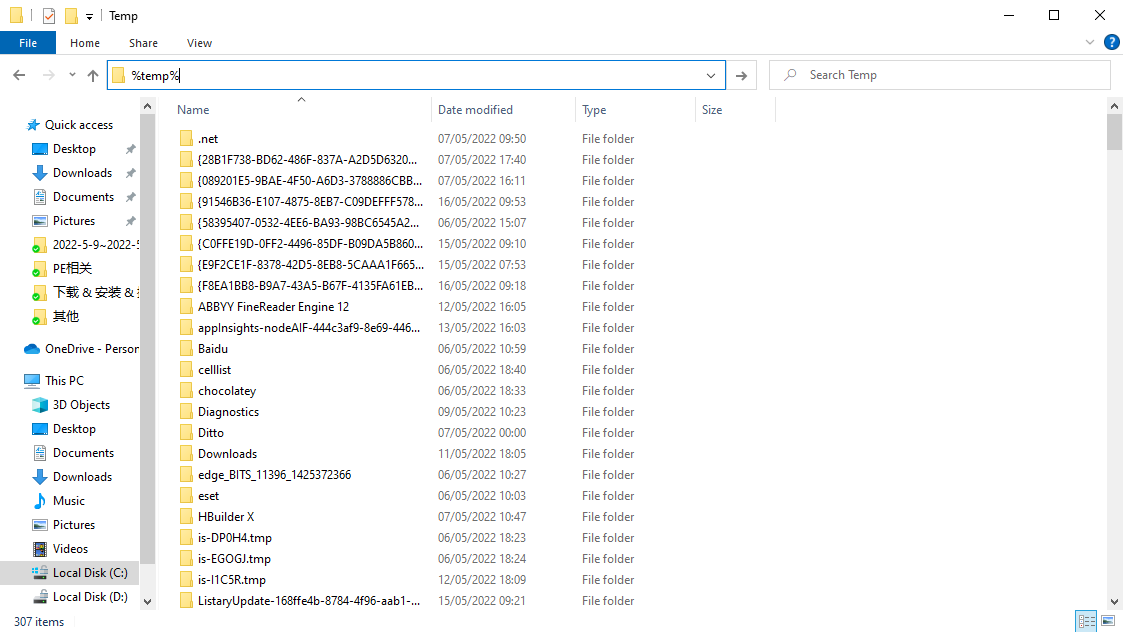 Temp
File Home Share View
%temp%
Search Temp
Name Date modified Type Size
Quick access
Desktop
Downloads
Documents
Pictures
2022-5-9~2022-5
PE相关
下载 & 安装 &
其他
OneDrive - Person
This PC
3D Objects
Desktop
Documents
Downloads
Music
Pictures
Videos
Local Disk (C:)
Local Disk (D:)
.net 07/05/2022 09:50 File folder
{28B1F738-BD62-486F-837A-A2D5D6320... 07/05/2022 17:40 File folder
{089201E5-9BAE-4F50-A6D3-3788886CBB... 07/05/2022 16:11 File folder
{91546B36-E107-4875-8EB7-C09DEFFF578... 16/05/2022 09:53 File folder
{58395407-0532-4EE6-BA93-98BC6545A2... 06/05/2022 15:07 File folder
{C0FFE19D-0FF2-4496-85DF-B09DA5B860... 15/05/2022 09:10 File folder
{E9F2CE1F-8378-42D5-8EB8-5CAAA1F665... 15/05/2022 07:53 File folder
{F8EA1BB8-B9A7-43A5-B67F-4135FA61EB... 16/05/2022 09:18 File folder
ABBYY FineReader Engine 12 12/05/2022 16:05 File folder
appInsights-nodeAIF-444c3af9-8e69-446... 13/05/2022 16:03 File folder
Baidu 06/05/2022 10:59 File folder
celllist 06/05/2022 18:40 File folder
chocolatey 06/05/2022 18:33 File folder
Diagnostics 09/05/2022 10:23 File folder
Ditto 07/05/2022 00:00 File folder
Downloads 11/05/2022 18:05 File folder
edge_BITS_11396_1425372366 06/05/2022 10:27 File folder
eset 06/05/2022 10:03 File folder
HBuilder X 07/05/2022 10:47 File folder
is-DP0H4.tmp 06/05/2022 18:23 File folder
is-EGOGJ.tmp 06/05/2022 18:24 File folder
is-I1C5R.tmp 12/05/2022 18:09 File folder
ListaryUpdate-168ffe4b-8784-4f96-aab1-... 15/05/2022 09:21 File folder
307 items